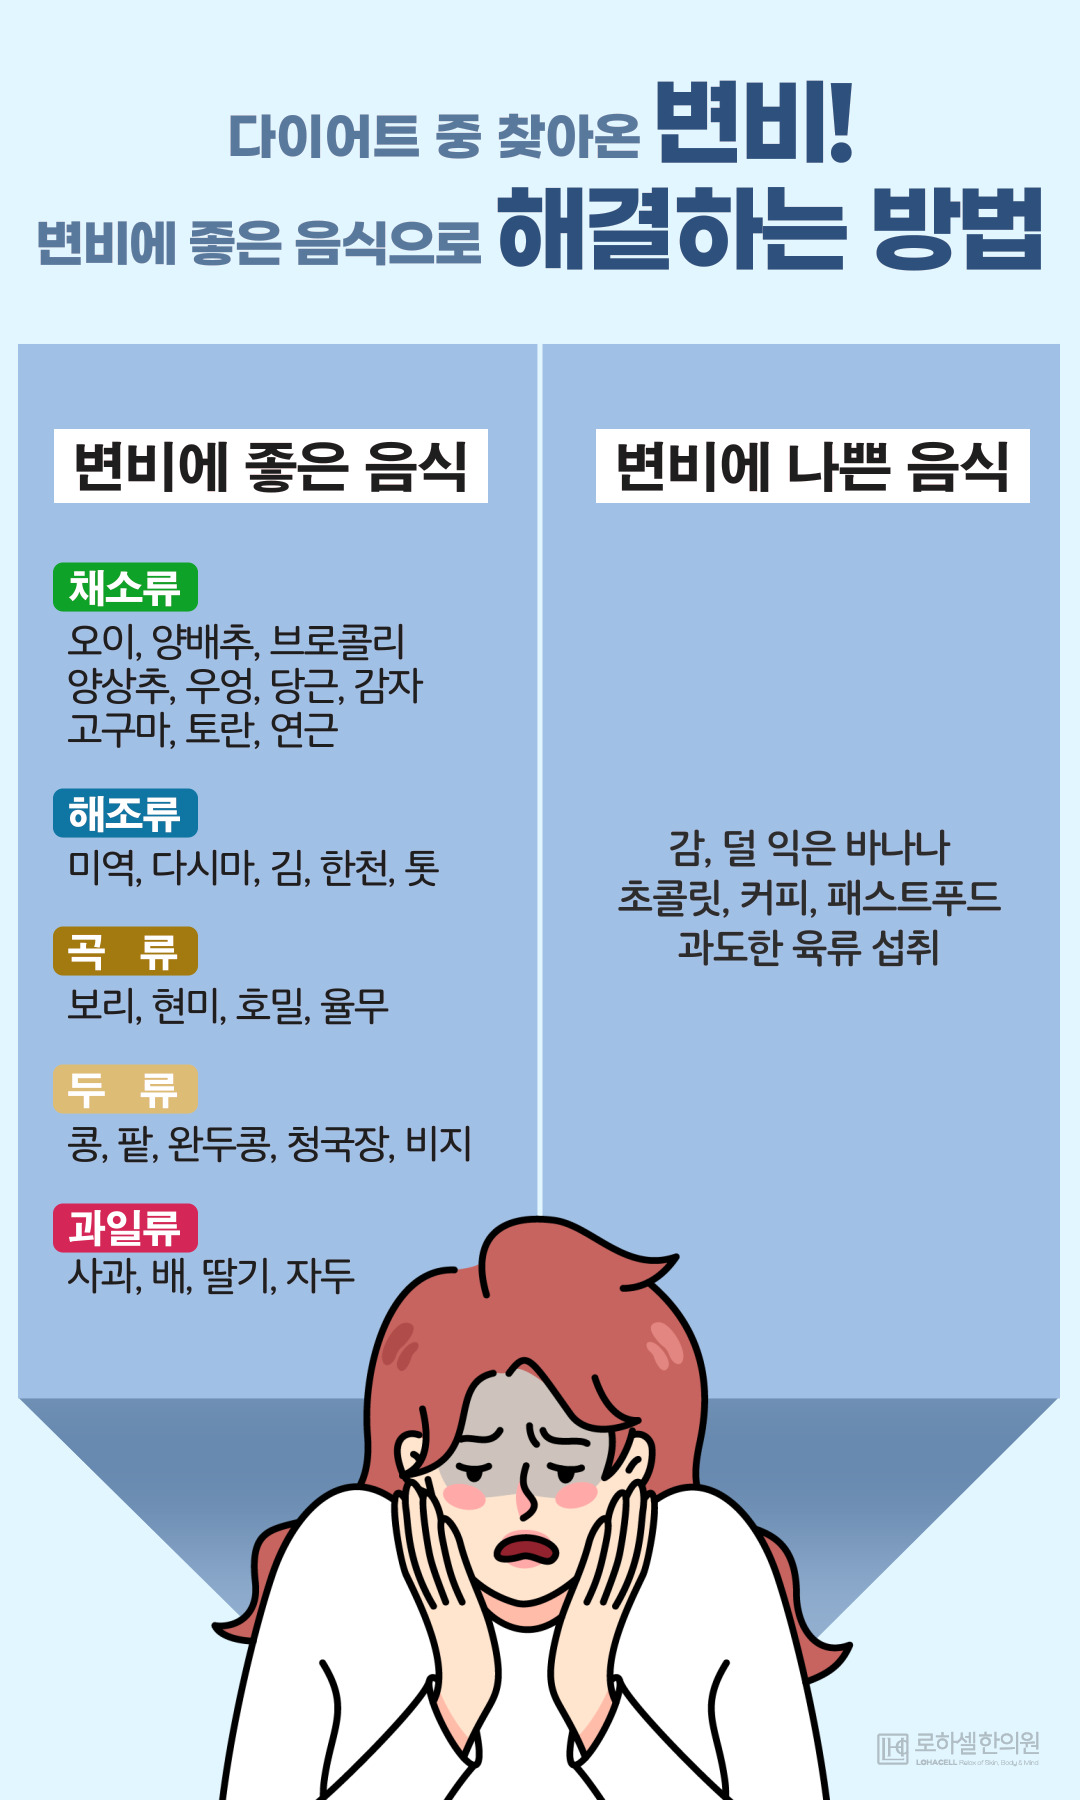 다이어트 중 찾아온 변비!
변비에 좋은 음식으로 해결하는 방법
변비에 좋은 음식
채소류
오이, 양배추, 브로콜리
양상추, 우엉, 당근, 감자
고구마, 토란, 연근
해조류
미역, 다시마, 김, 한천, 톳
곡 류
보리, 현미, 호밀, 율무
두 류
콩, 팥, 완두콩, 청국장, 비지
과일류
사과, 배, 딸기, 자두
변비에 나쁜 음식
감, 덜 익은 바나나
초콜릿, 커피, 패스트푸드
과도한 육류 섭취
로하셀한의원
LOHACELL Relax of Skin, Body & Mind